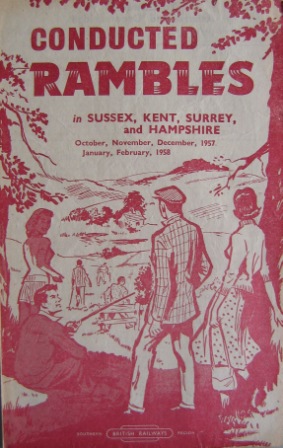 CONDUCTED
RAMBLES
in SUSSEX, KENT, SURREY,
and HAMPSHIRE
October, November, December, 1957
January, February, 1958
SOUTHERN BRITISH RAILWAYS REGION